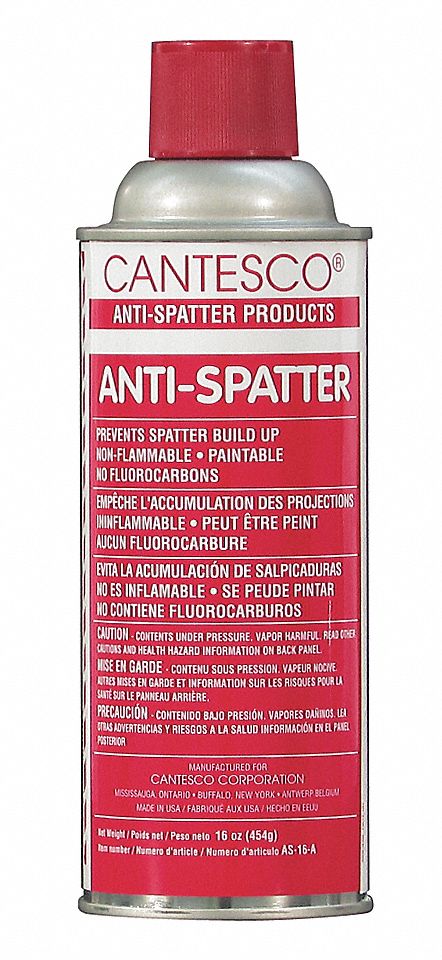 CANTESCO®
ANTI-SPATTER PRODUCTS
ANTI-SPATTER
PREVENTS SPATTER BUILD UP
NON-FLAMMABLE • PAINTABLE
NO FLUOROCARBONS
EMPÊCHE L'ACCUMULATION DES PROJECTIONS
ININFLAMMABLE • PEUT ÊTRE PEINT
AUCUN FLUOROCARBURE
EVITA LA ACUMULACIÓN DE SALPICADURAS
NO ES INFLAMABLE • SE PEUDE PINTAR
NO CONTIENE FLUOROCARBUROS
CAUTION - CONTENTS UNDER PRESSURE. VAPOR HARMFUL. READ OTHER
CAUTIONS AND HEALTH HAZARD INFORMATION ON BACK PANEL.
MISE EN GARDE - CONTENU SOUS PRESSION. VAPEUR NOCIVE.
AUTRES MISES EN GARDE ET INFORMATION SUR LES RISQUES POUR LA
SANTÉ SUR LE PANNEAU ARRIÈRE.
PRECAUCIÓN - CONTENIDO BAJO PRESIÓN. VAPORES DAÑINOS. LEA
OTRAS ADVERTENCIAS Y RIESGOS A LA SALUD INFORMACIÓN EN EL PANEL
POSTERIOR
MANUFACTURED FOR
CANTESCO CORPORATION
MISSISSAUGA, ONTARIO • BUFFALO, NEW YORK • ANTWERP, BELGIUM
MADE IN USA / FABRIQUÉ AUX USA / HECHO EN EEUU
Net Weight / Poids net / Peso neto 16 oz (454g)
Item number / Numero d'article / Numero d'articulo AS-16-A